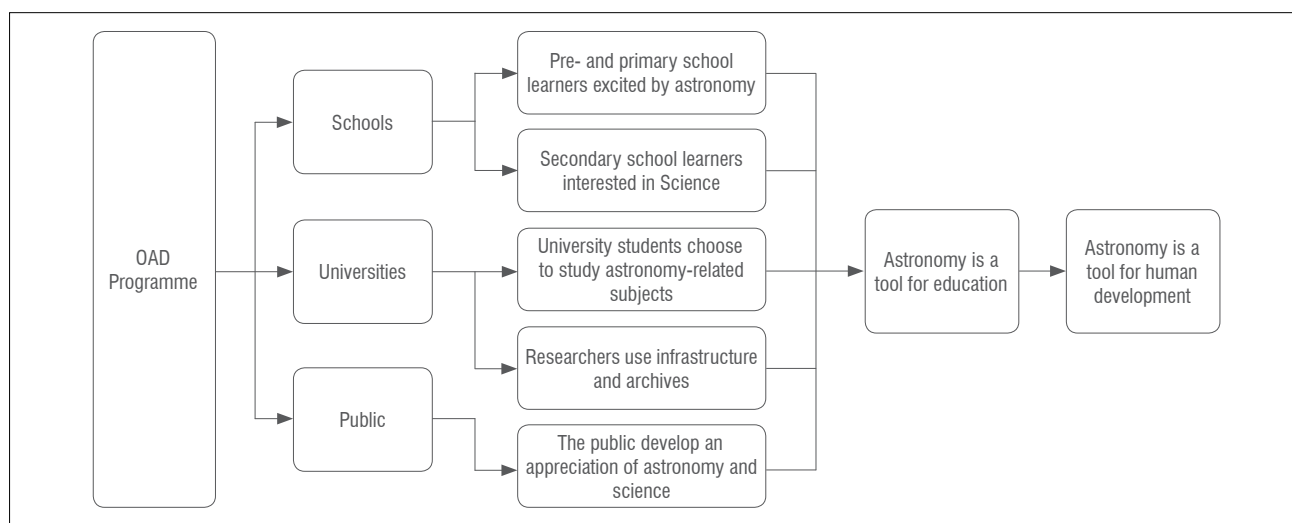 OAD
Programme
Schools
Universities
Public
Pre- and primary school
learners excited by astronomy
Secondary school learners
interested in Science
University students choose
to study astronomy-related
subjects
Researchers use infrastructure
and archives
The public develop an
appreciation of astronomy and
science
Astronomy is a
tool for education
Astronomy is a
tool for human
development